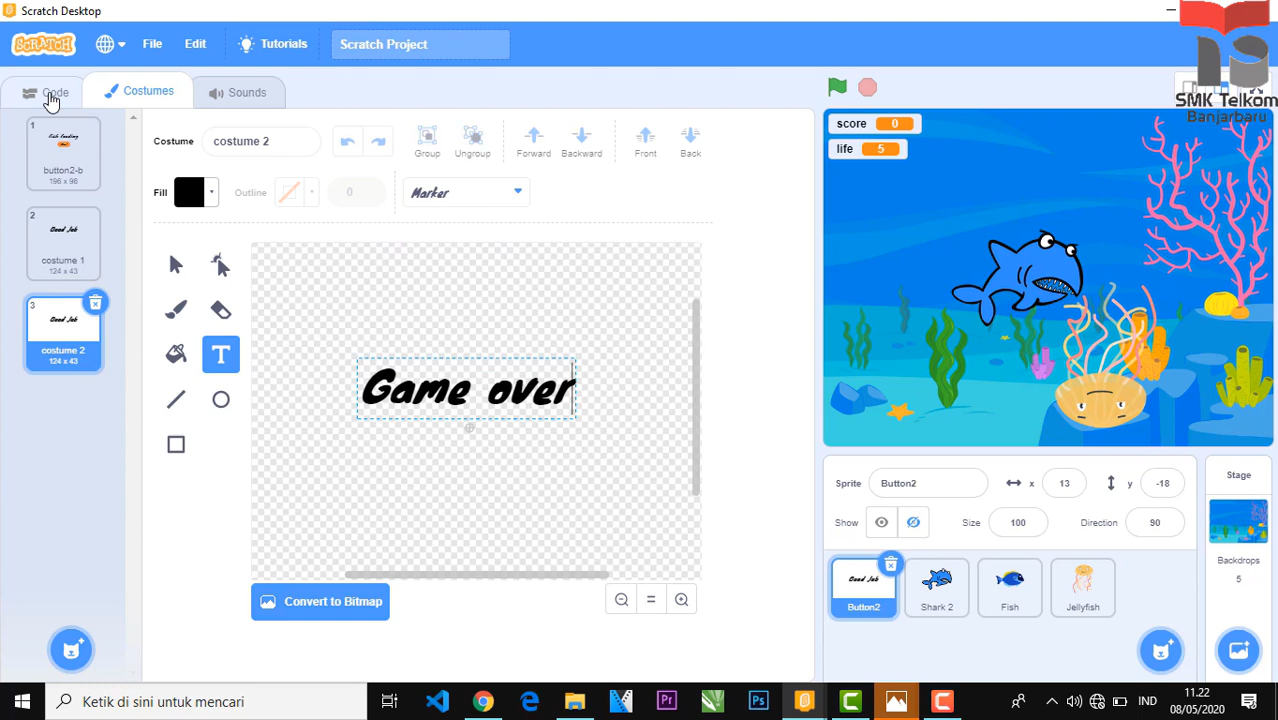 Scratch Desktop
SCRATCH
File
Edit
Tutorials
Scratch Project
SMK Telkom
Banjarbaru
Code
Costumes
Sounds
1
button2-b
196 x 96
2
Good Job
costume 1
124 x 43
3
Good Job
costume 2
124 x 43
Costume
costume 2
Group
Ungroup
Forward
Backward
Front
Back
Fill
Outline
0
Marker
T
Game over
Convert to Bitmap
score 0
life 5
Sprite
Button2
x
13
y
-18
Show
Size
100
Direction
90
Good Job
Button2
Shark 2
Fish
Jellyfish
Stage
Backdrops
5
Ketik di sini untuk mencari
Pr
Ps
IND
11.22
08/05/2020